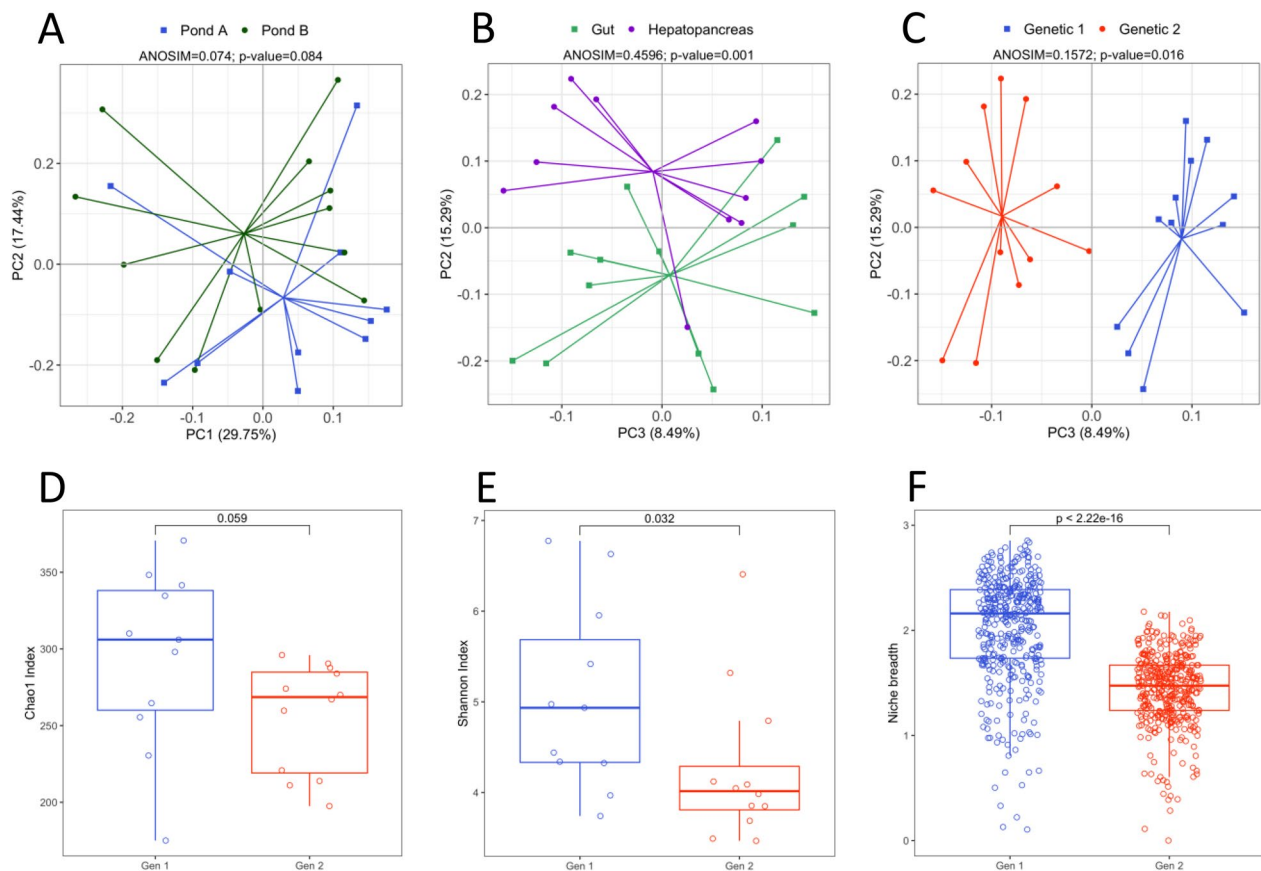 A
Pond A Pond B
ANOSIM=0.074; p-value=0.084
PC2 (17.44%)
0.2
0.0
-0.2
-0.2 -0.1 0.0 0.1
PC1 (29.75%)
B
Gut Hepatopancreas
ANOSIM=0.4596; p-value=0.001
PC2 (15.29%)
0.2
0.1
0.0
-0.1
-0.2
-0.1 0.0 0.1
PC3 (8.49%)
C
Genetic 1 Genetic 2
ANOSIM=0.1572; p-value=0.016
PC2 (15.29%)
0.2
0.1
0.0
-0.1
-0.2
-0.1 0.0 0.1
PC3 (8.49%)
D
0.059
Chao1 Index
350
300
250
200
Gen 1 Gen 2
E
0.032
Shannon Index
7
6
5
4
Gen 1 Gen 2
F
p < 2.22e-16
Niche breadth
3
2
1
0
Gen 1 Gen 2